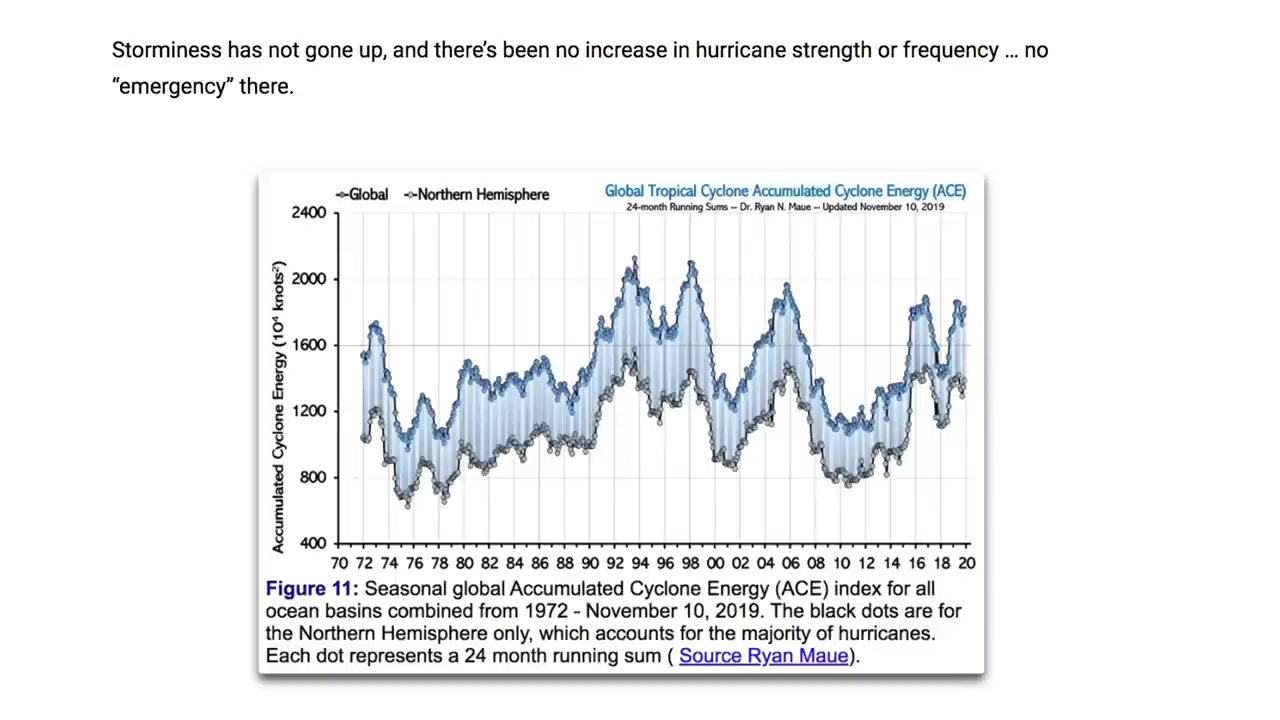 Storminess has not gone up, and there’s been no increase in hurricane strength or frequency … no
“emergency” there.
Global Northern Hemisphere
Global Tropical Cyclone Accumulated Cyclone Energy (ACE)
24-month Running Sums -- Dr. Ryan N. Maue -- Updated November 10, 2019
Accumulated Cyclone Energy (10⁴ knots²)
2400
2000
1600
1200
800
400
70 72 74 76 78 80 82 84 86 88 90 92 94 96 98 00 02 04 06 08 10 12 14 16 18 20
Figure 11: Seasonal global Accumulated Cyclone Energy (ACE) index for all
ocean basins combined from 1972 - November 10, 2019. The black dots are for
the Northern Hemisphere only, which accounts for the majority of hurricanes.
Each dot represents a 24 month running sum ( Source Ryan Maue).